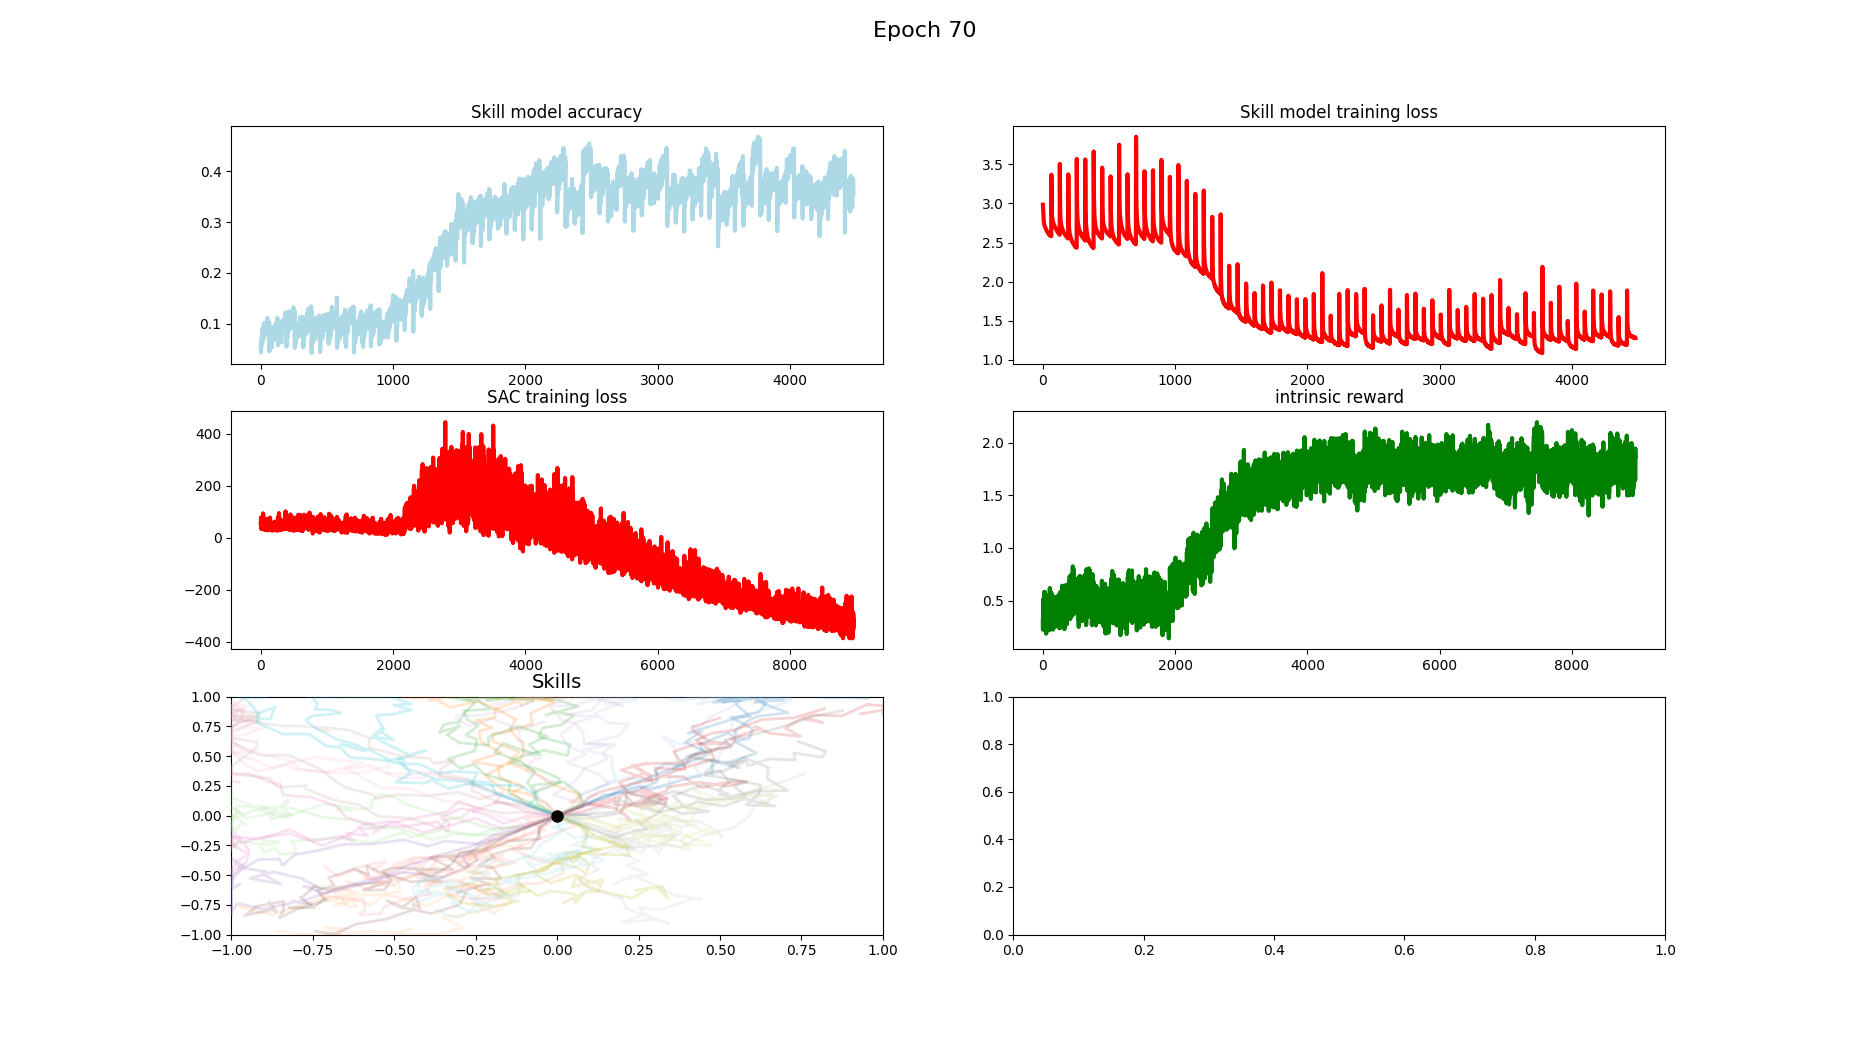 Epoch 70
Skill model accuracy
0.4
0.3
0.2
0.1
0 1000 2000 3000 4000
Skill model training loss
3.5
3.0
2.5
2.0
1.5
1.0
0 1000 2000 3000 4000
SAC training loss
400
200
0
−200
−400
0 2000 4000 6000 8000
intrinsic reward
2.0
1.5
1.0
0.5
0 2000 4000 6000 8000
Skills
1.00
0.75
0.50
0.25
0.00
−0.25
−0.50
−0.75
−1.00
−1.00 −0.75 −0.50 −0.25 0.00 0.25 0.50 0.75 1.00
1.0
0.8
0.6
0.4
0.2
0.0
0.0 0.2 0.4 0.6 0.8 1.0